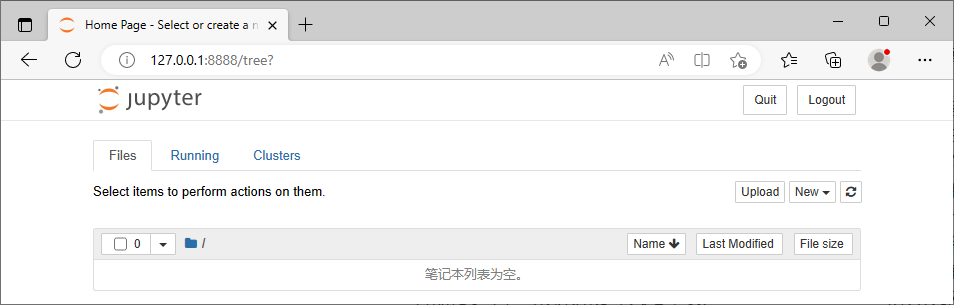 Home Page - Select or create a n
127.0.0.1:8888/tree?
jupyter
Quit
Logout
Files
Running
Clusters
Select items to perform actions on them.
Upload
New
0
/
Name
Last Modified
File size
笔记本列表为空。